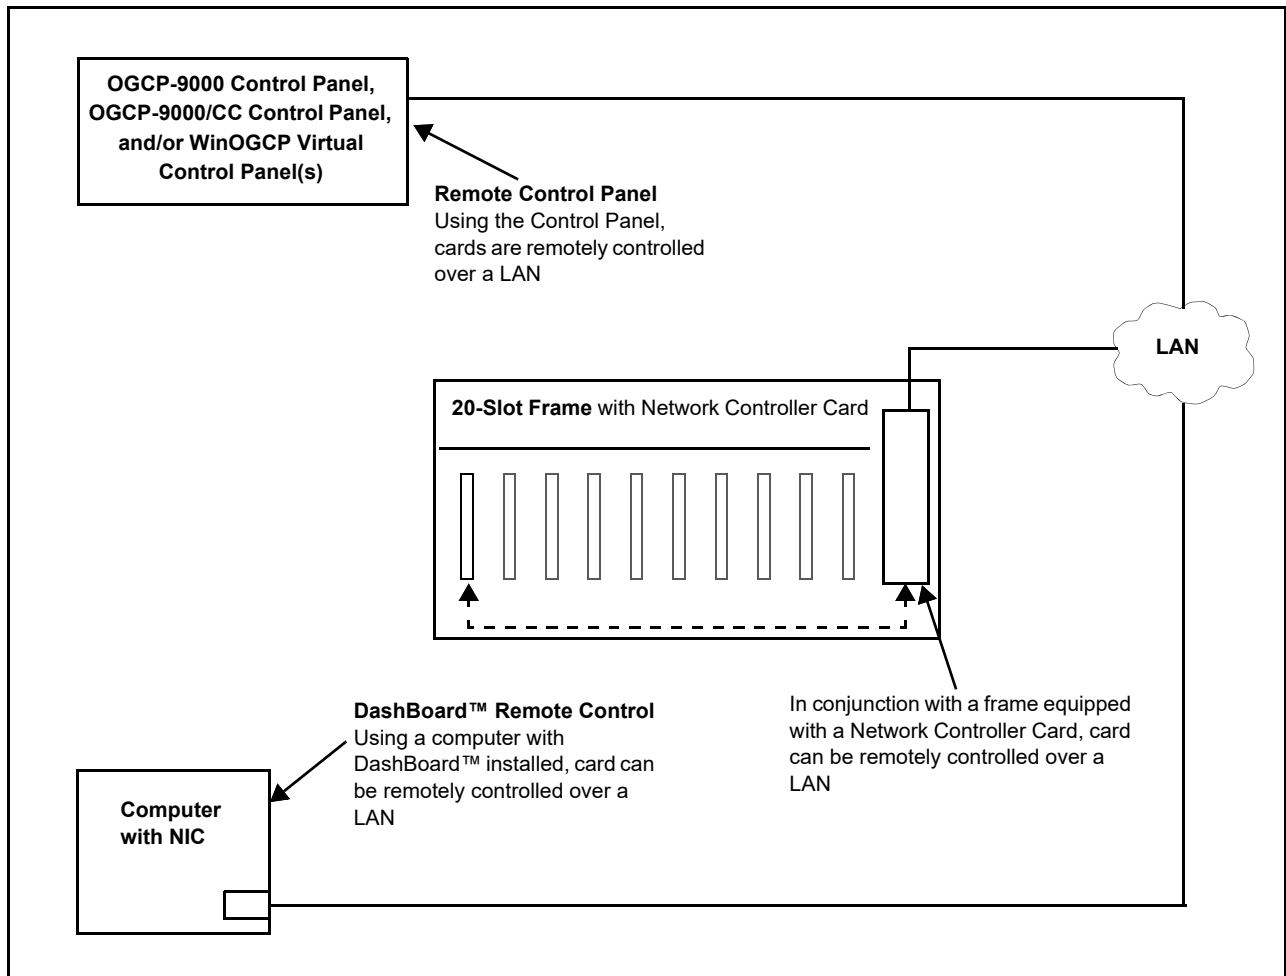 OGCP-9000 Control Panel,
OGCP-9000/CC Control Panel,
and/or WinOGCP Virtual
Control Panel(s)
Remote Control Panel
Using the Control Panel,
cards are remotely controlled
over a LAN
LAN
20-Slot Frame with Network Controller Card
In conjunction with a frame equipped
with a Network Controller Card, card
can be remotely controlled over a
LAN
DashBoard™ Remote Control
Using a computer with
DashBoard™ installed, card can
be remotely controlled over a
LAN
Computer
with NIC